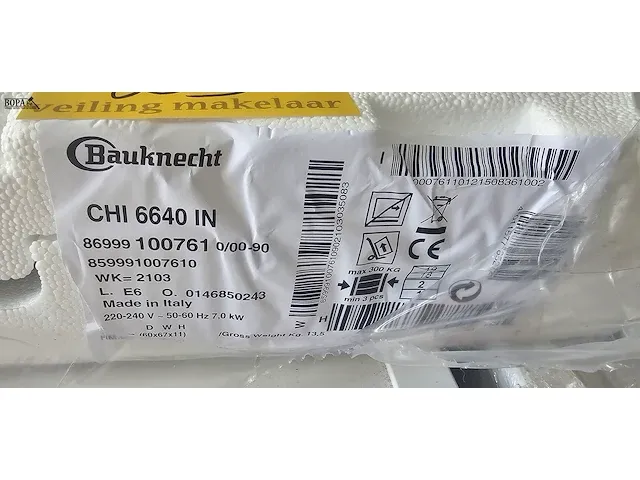 BOPA
veiling makelaar
Bauknecht
CHI 6640 IN
86999 100761 0/00-90
859991007610
WK= 2103
L. E6 O. 0146850243
Made in Italy
220-240 V ~ 50-60 Hz 7.0 kW
D W H
(60x67x11) /Gross Weight Kg. 13,5
W H
I
CE
max 300 KG
min 3 pcs
2
1